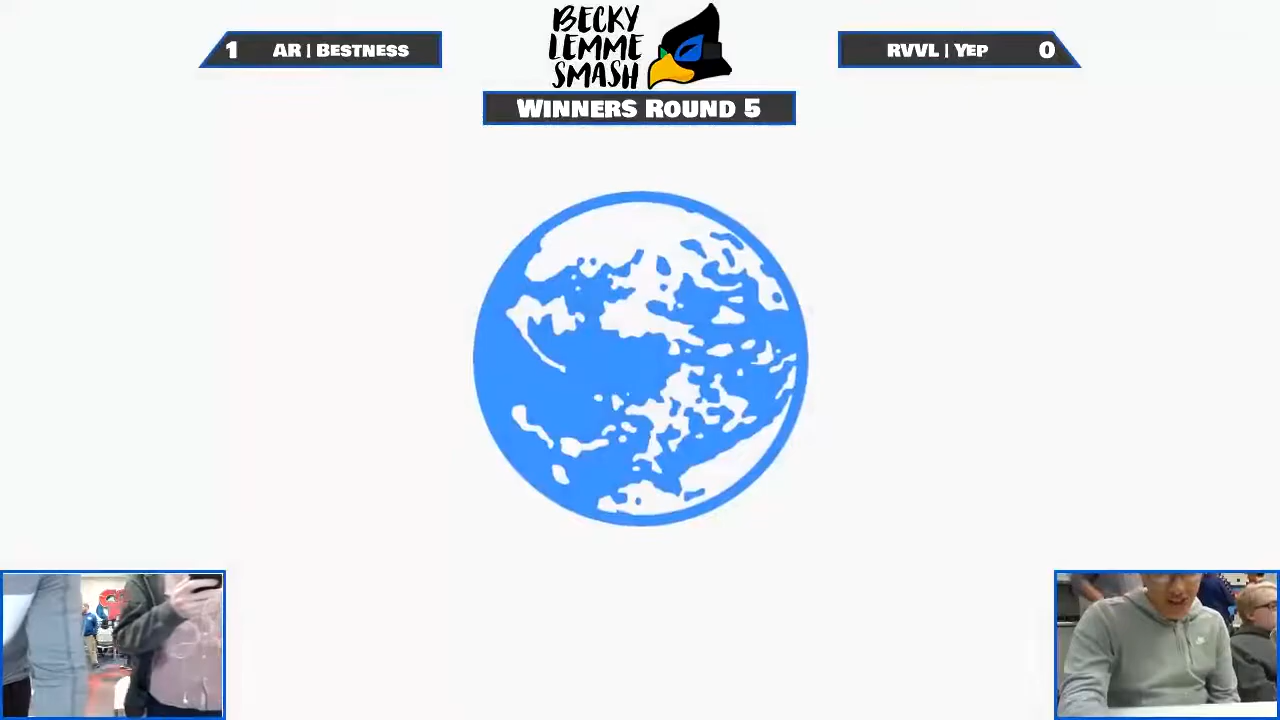 BECKY
LEMME
SMASH
1 AR | BESTNESS
RVVL | YEP 0
WINNERS ROUND 5